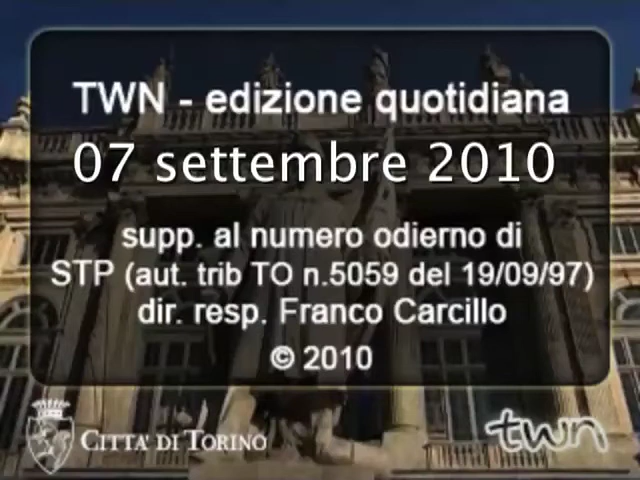 TWN - edizione quotidiana
07 settembre 2010
supp. al numero odierno di
STP (aut. trib TO n.5059 del 19/09/97)
dir. resp. Franco Carcillo
© 2010
CITTA' DI TORINO
twn